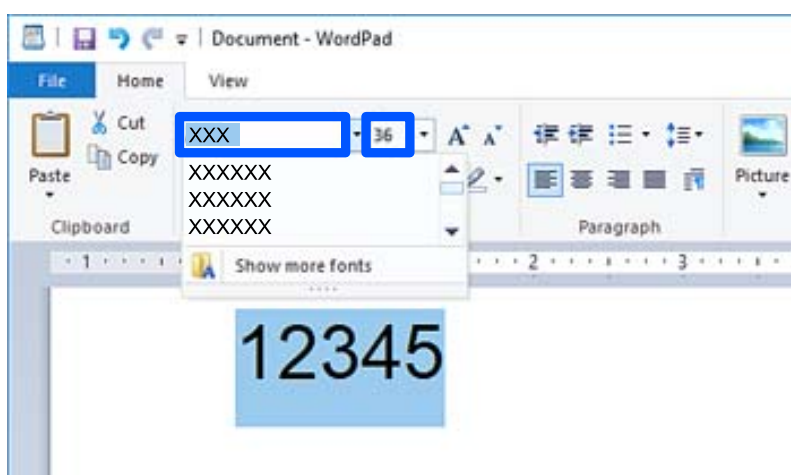 Document - WordPad
File Home View
Cut
XXX 36 A A
Copy
Paste
XXXXXX
XXXXXX
XXXXXX
Picture
Clipboard Paragraph
Show more fonts
1 2 3
12345